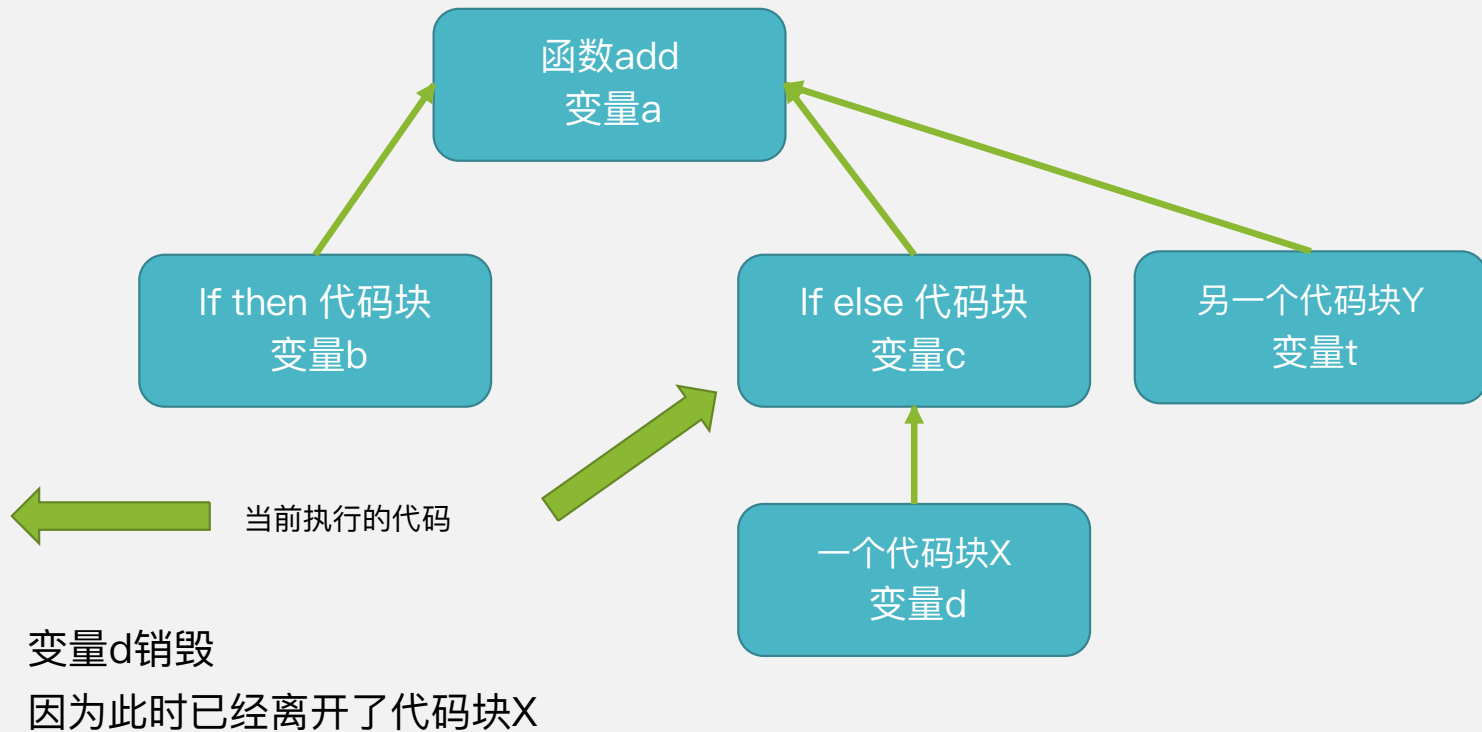 函数add
变量a
If then 代码块
变量b
If else 代码块
变量c
另一个代码块Y
变量t
当前执行的代码
一个代码块X
变量d
变量d销毁
因为此时已经离开了代码块X